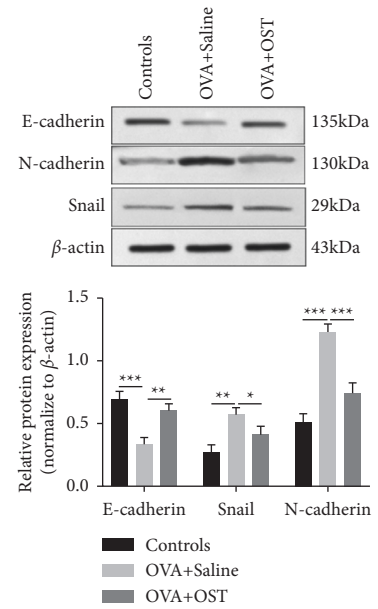 Controls
OVA+Saline
OVA+OST
E-cadherin 135kDa
N-cadherin 130kDa
Snail 29kDa
β-actin 43kDa
Relative protein expression
(normalize to β-actin)
1.5
1.0
0.5
0.0
*** **
** *
*** ***
E-cadherin Snail N-cadherin
Controls
OVA+Saline
OVA+OST